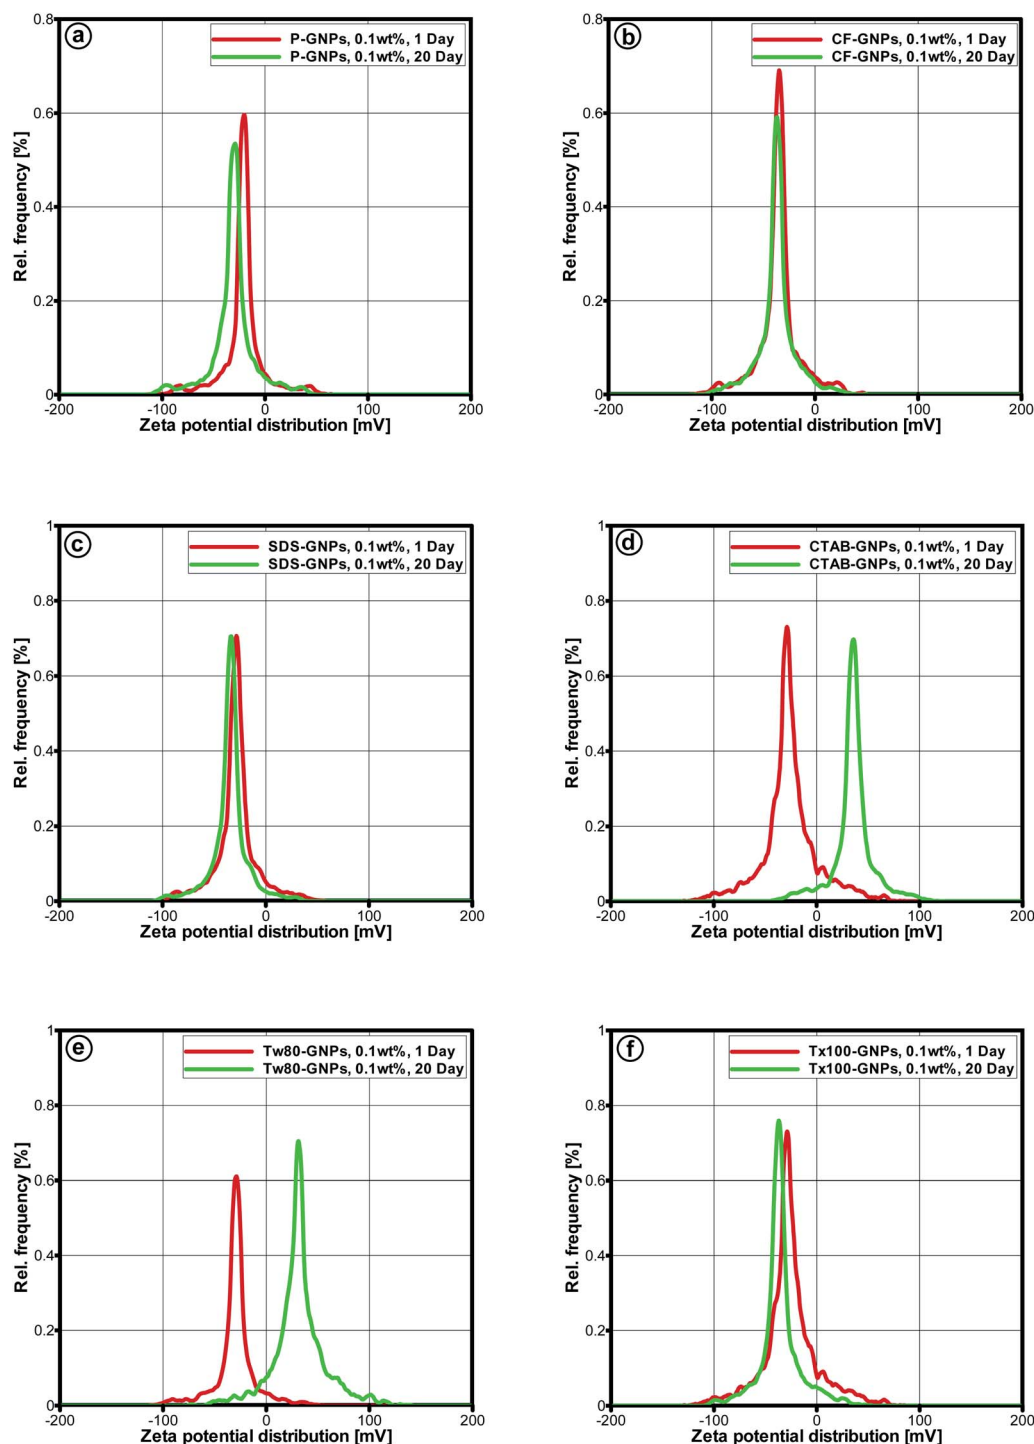 a
P-GNPs, 0.1wt%, 1 Day
P-GNPs, 0.1wt%, 20 Day
0.8
0.6
0.4
0.2
0
Rel. frequency [%]
-200 -100 0 100 200
Zeta potential distribution [mV]
b
CF-GNPs, 0.1wt%, 1 Day
CF-GNPs, 0.1wt%, 20 Day
0.8
0.6
0.4
0.2
0
Rel. frequency [%]
-200 -100 0 100 200
Zeta potential distribution [mV]
c
SDS-GNPs, 0.1wt%, 1 Day
SDS-GNPs, 0.1wt%, 20 Day
1
0.8
0.6
0.4
0.2
0
Rel. frequency [%]
-200 -100 0 100 200
Zeta potential distribution [mV]
d
CTAB-GNPs, 0.1wt%, 1 Day
CTAB-GNPs, 0.1wt%, 20 Day
1
0.8
0.6
0.4
0.2
0
Rel. frequency [%]
-200 -100 0 100 200
Zeta potential distribution [mV]
e
Tw80-GNPs, 0.1wt%, 1 Day
Tw80-GNPs, 0.1wt%, 20 Day
1
0.8
0.6
0.4
0.2
0
Rel. frequency [%]
-200 -100 0 100 200
Zeta potential distribution [mV]
f
Tx100-GNPs, 0.1wt%, 1 Day
Tx100-GNPs, 0.1wt%, 20 Day
1
0.8
0.6
0.4
0.2
0
Rel. frequency [%]
-200 -100 0 100 200
Zeta potential distribution [mV]